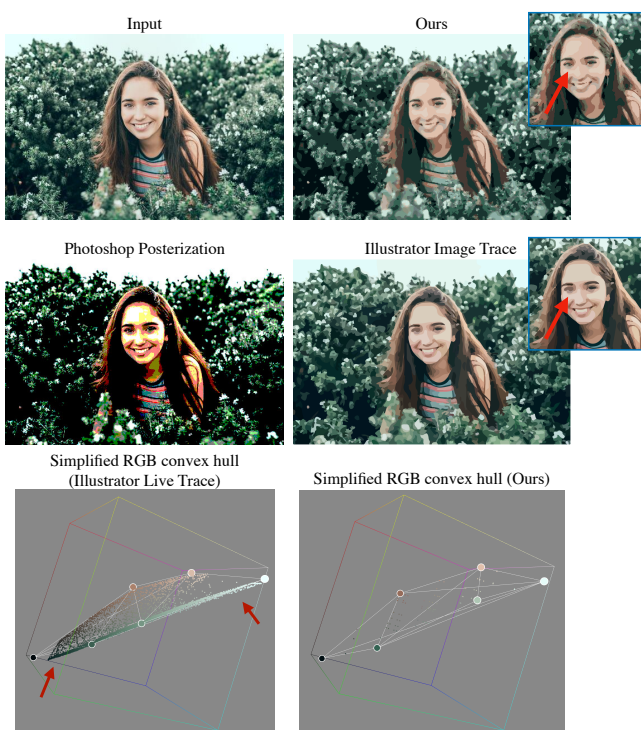 Input
Ours
Photoshop Posterization
Illustrator Image Trace
Simplified RGB convex hull
(Illustrator Live Trace)
Simplified RGB convex hull (Ours)